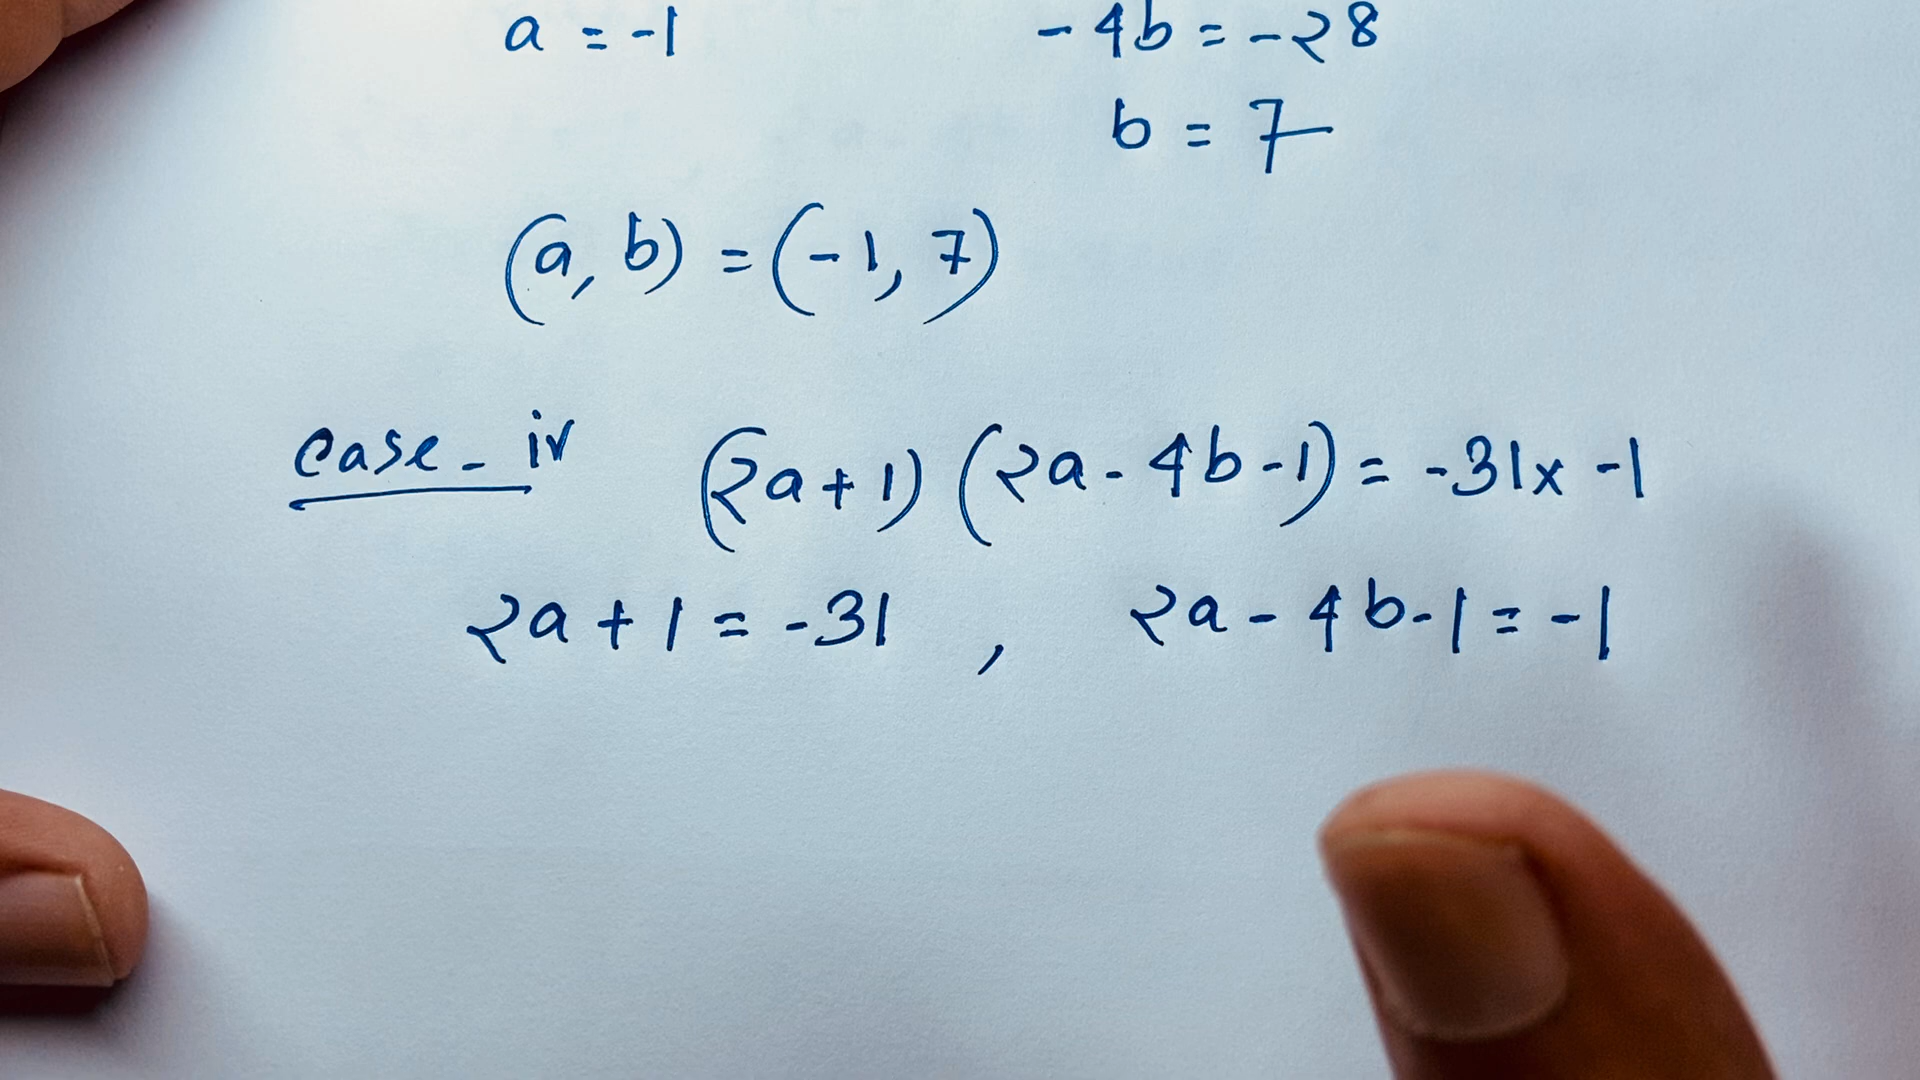 a = -1 - 4b = -28
b = 7
(a, b) = (-1, 7)
case - iv (2a+1) (2a-4b-1) = -31x -1
2a+1 = -31 , 2a-4b-1 = -1